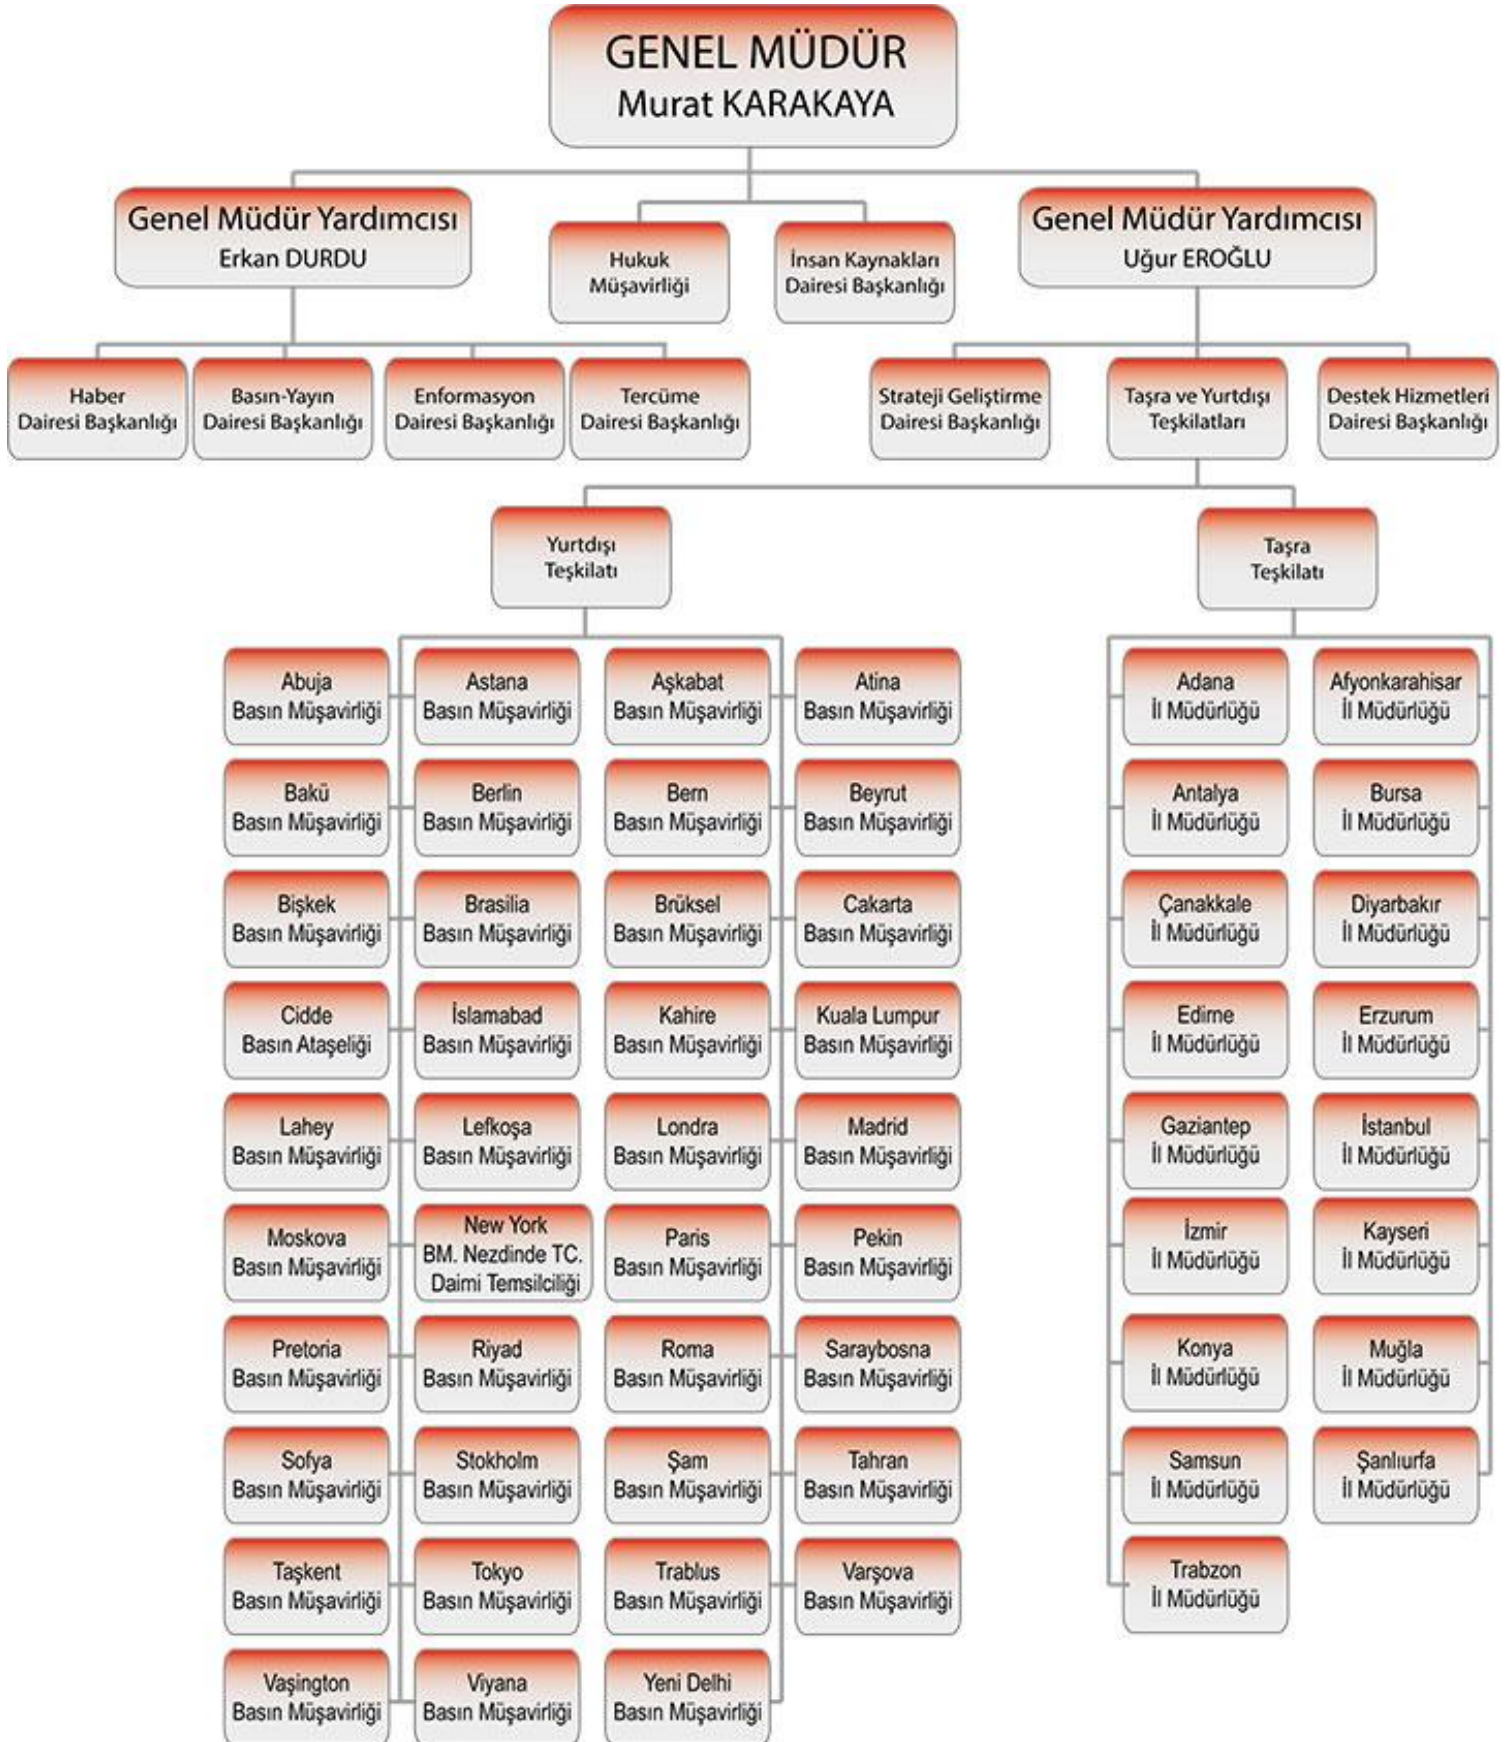 GENEL MÜDÜR
Murat KARAKAYA
Genel Müdür Yardımcısı
Erkan DURDU
Hukuk
Müşavirliği
İnsan Kaynakları
Dairesi Başkanlığı
Genel Müdür Yardımcısı
Uğur EROĞLU
Haber
Dairesi Başkanlığı
Basın-Yayın
Dairesi Başkanlığı
Enformasyon
Dairesi Başkanlığı
Tercüme
Dairesi Başkanlığı
Strateji Geliştirme
Dairesi Başkanlığı
Taşra ve Yurtdışı
Teşkilatları
Destek Hizmetleri
Dairesi Başkanlığı
Yurtdışı
Teşkilatı
Taşra
Teşkilatı
Abuja
Basın Müşavirliği
Astana
Basın Müşavirliği
Aşkabat
Basın Müşavirliği
Atina
Basın Müşavirliği
Bakü
Basın Müşavirliği
Berlin
Basın Müşavirliği
Bern
Basın Müşavirliği
Beyrut
Basın Müşavirliği
Bişkek
Basın Müşavirliği
Brasilia
Basın Müşavirliği
Brüksel
Basın Müşavirliği
Cakarta
Basın Müşavirliği
Cidde
Basın Ataşeliği
İslamabad
Basın Müşavirliği
Kahire
Basın Müşavirliği
Kuala Lumpur
Basın Müşavirliği
Lahey
Basın Müşavirliği
Lefkoşa
Basın Müşavirliği
Londra
Basın Müşavirliği
Madrid
Basın Müşavirliği
Moskova
Basın Müşavirliği
New York
BM. Nezdinde TC.
Daimi Temsilciliği
Paris
Basın Müşavirliği
Pekin
Basın Müşavirliği
Pretoria
Basın Müşavirliği
Riyad
Basın Müşavirliği
Roma
Basın Müşavirliği
Saraybosna
Basın Müşavirliği
Sofya
Basın Müşavirliği
Stokholm
Basın Müşavirliği
Şam
Basın Müşavirliği
Tahran
Basın Müşavirliği
Taşkent
Basın Müşavirliği
Tokyo
Basın Müşavirliği
Trablus
Basın Müşavirliği
Varşova
Basın Müşavirliği
Vaşington
Basın Müşavirliği
Viyana
Basın Müşavirliği
Yeni Delhi
Basın Müşavirliği
Adana
İl Müdürlüğü
Afyonkarahisar
İl Müdürlüğü
Antalya
İl Müdürlüğü
Bursa
İl Müdürlüğü
Çanakkale
İl Müdürlüğü
Diyarbakır
İl Müdürlüğü
Edirne
İl Müdürlüğü
Erzurum
İl Müdürlüğü
Gaziantep
İl Müdürlüğü
İstanbul
İl Müdürlüğü
İzmir
İl Müdürlüğü
Kayseri
İl Müdürlüğü
Konya
İl Müdürlüğü
Muğla
İl Müdürlüğü
Samsun
İl Müdürlüğü
Şanlıurfa
İl Müdürlüğü
Trabzon
İl Müdürlüğü